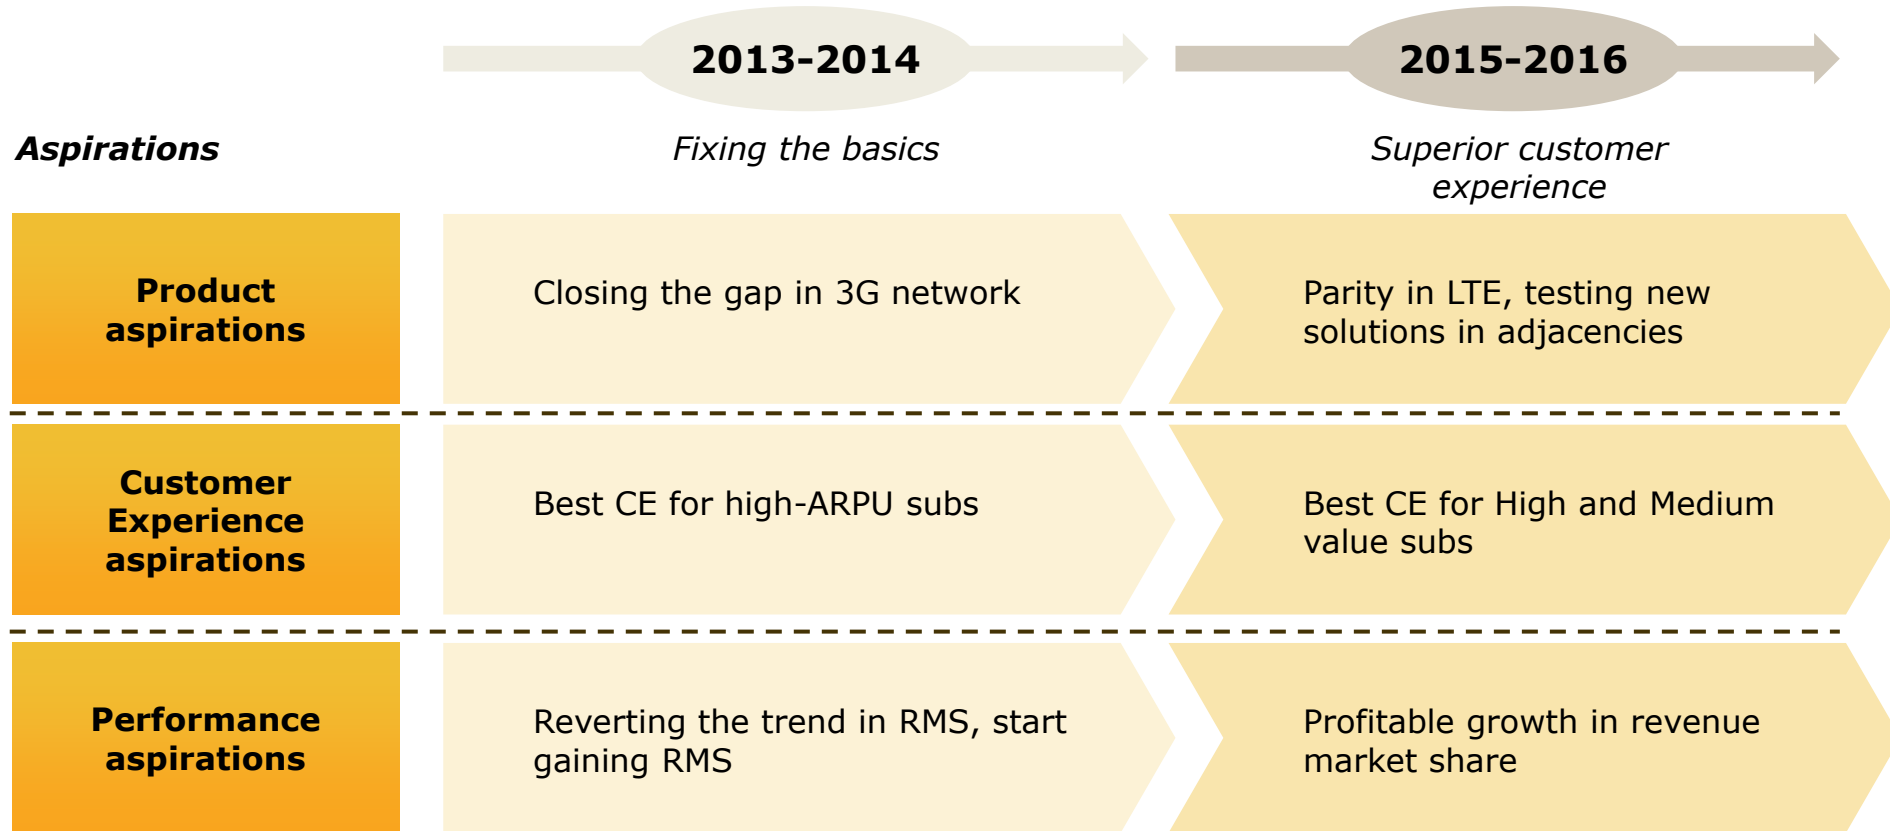 2013-2014
2015-2016
Aspirations
Fixing the basics
Superior customer
experience
Product
aspirations
Closing the gap in 3G network
Parity in LTE, testing new
solutions in adjacencies
Customer
Experience
aspirations
Best CE for high-ARPU subs
Best CE for High and Medium
value subs
Performance
aspirations
Reverting the trend in RMS, start
gaining RMS
Profitable growth in revenue
market share